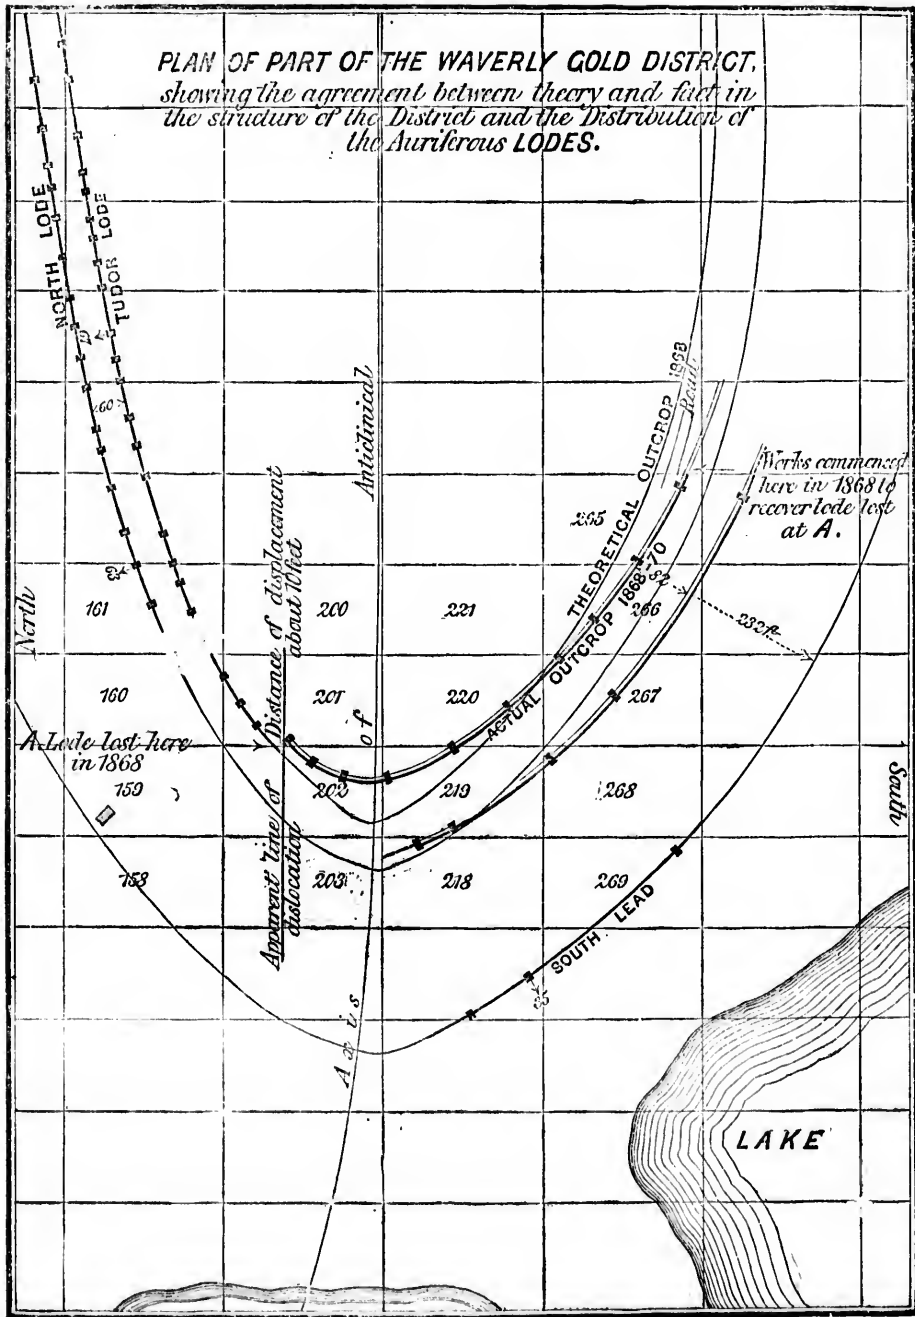 PLAN OF PART OF THE WAVERLY GOLD DISTRICT,
showing the agreement between theory and fact in
the structure of the District and the Distribution of
the Auriferous LODES.
NORTH LODE
TUDOR LODE
60
North
161
160
A. Lode lost here
in 1868
159
158
Apparent line of
dislocation
Distance of displacement
about 10 feet
Anticlinical
of
Axis
200
201
202
203
221
220
219
218
265
266
267
268
269
THEORETICAL OUTCROP 1868
Road
ACTUAL OUTCROP 1868-70
Works commenced
here in 1868 to
recover lode lost
at A.
232 ft
South
SOUTH LEAD
LAKE